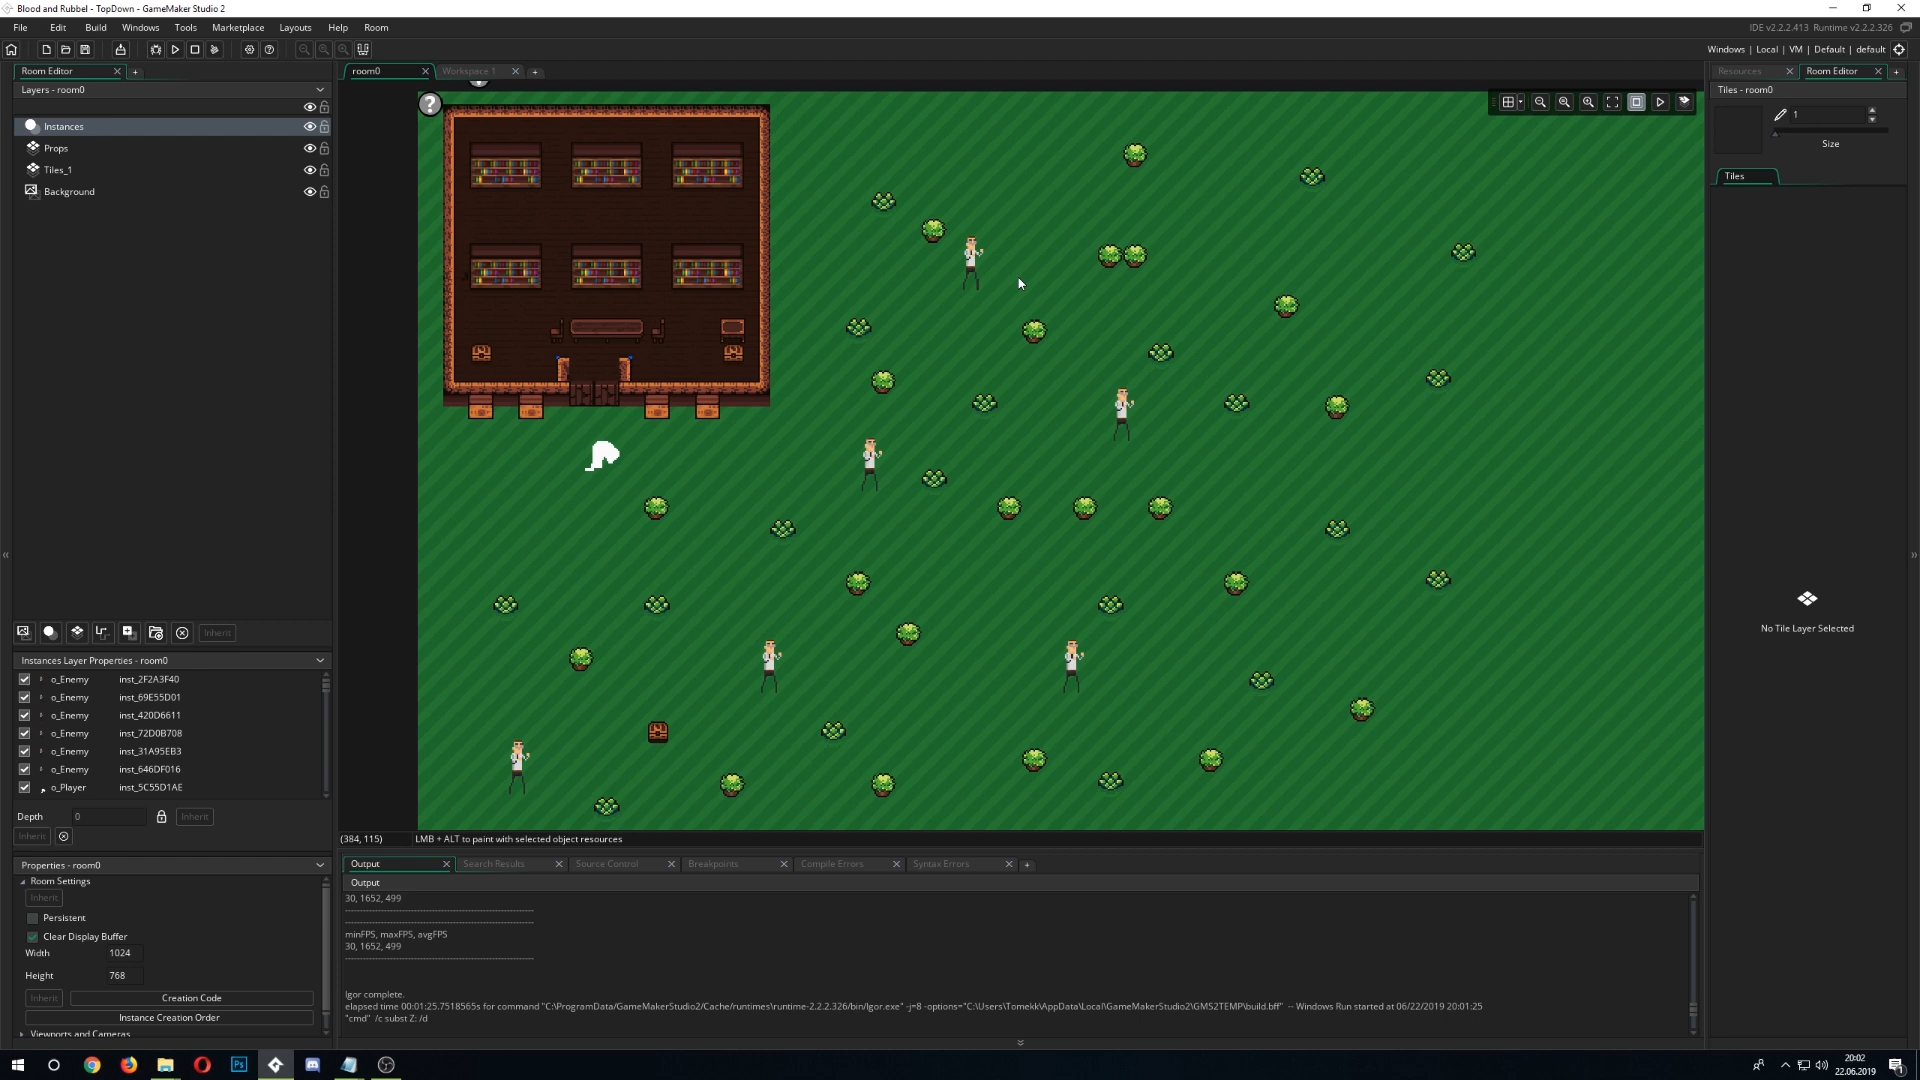 Blood and Rubbel - TopDown - GameMaker Studio 2
File Edit Build Windows Tools Marketplace Layouts Help Room
IDE v2.2.2.413 Runtime v2.2.2.326
Windows | Local | VM | Default | default
Room Editor
Layers - room0
Instances
Props
Tiles_1
Background
Inherit
Instances Layer Properties - room0
o_Enemy inst_2F2A3F40
o_Enemy inst_69E55D01
o_Enemy inst_420D6611
o_Enemy inst_72D0B708
o_Enemy inst_31A95EB3
o_Enemy inst_646DF016
o_Player inst_5C55D1AE
Depth 0 Inherit
Inherit
Properties - room0
Room Settings
Inherit
Persistent
Clear Display Buffer
Width 1024
Height 768
Inherit Creation Code
Instance Creation Order
Viewports and Cameras
room0 Workspace 1
?
(384, 115) LMB + ALT to paint with selected object resources
Output Search Results Source Control Breakpoints Compile Errors Syntax Errors
Output
30, 1652, 499
minFPS, maxFPS, avgFPS
30, 1652, 499
Igor complete.
elapsed time 00:01:25.7518565s for command "C:\ProgramData/GameMakerStudio2/Cache/runtimes\runtime-2.2.2.326/bin/Igor.exe" -j=8 -options="C:\Users\Tomekk\AppData\Local\GameMakerStudio2\GMS2TEMP\build.bff" -- Windows Run started at 06/22/2019 20:01:25
"cmd" /c subst Z: /d
Resources Room Editor
Tiles - room0
1
Size
Tiles
No Tile Layer Selected
Ps
20:02
22.06.2019